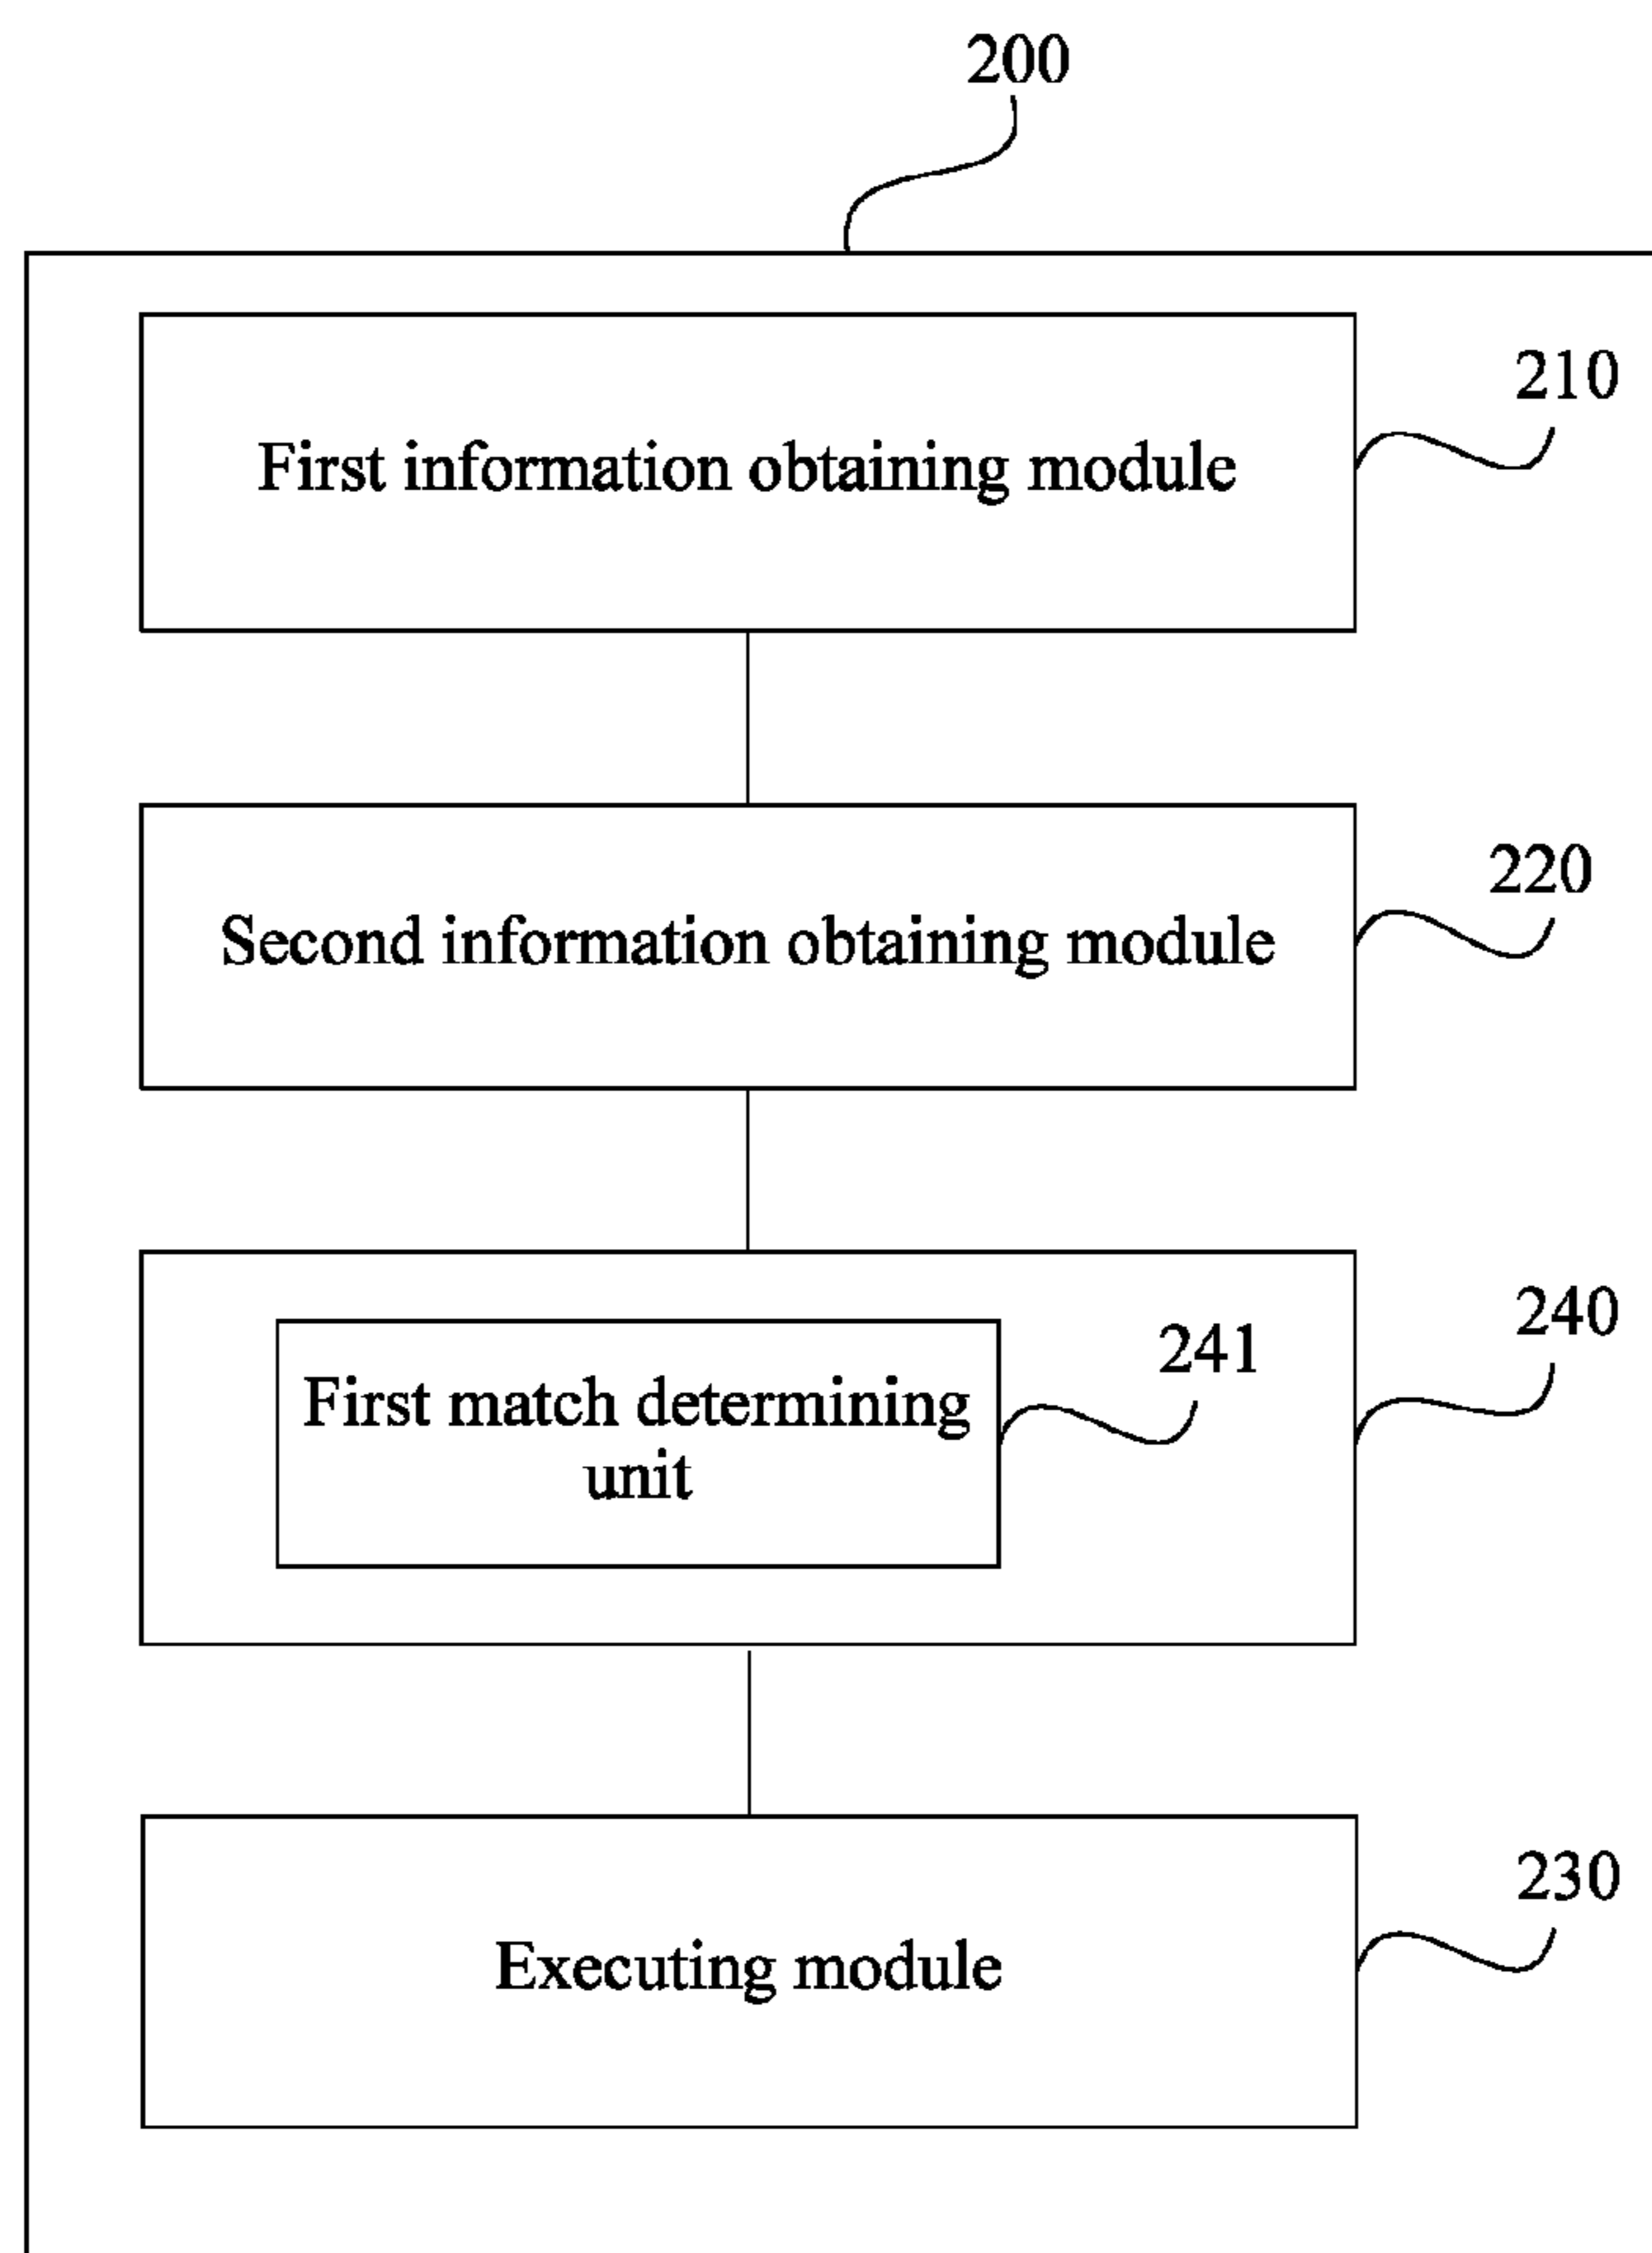 200
210
First information obtaining module
220
Second information obtaining module
240
241
First match determining
unit
230
Executing module